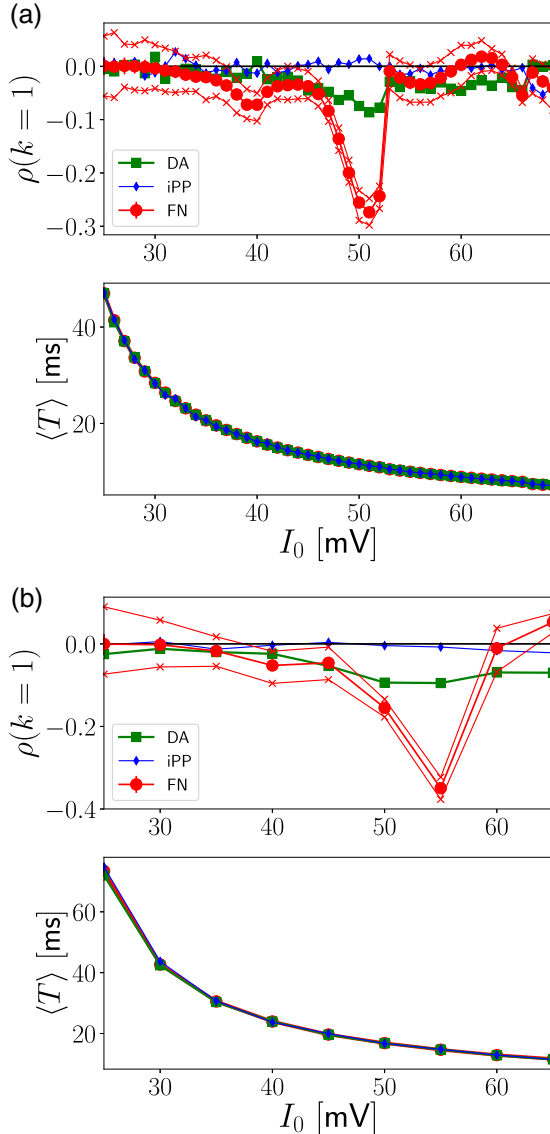 (a)
ρ(k = 1)
0.0
−0.1
−0.2
−0.3
DA
iPP
FN
30 40 50 60
⟨T⟩ [ms]
40
20
30 40 50 60
I₀ [mV]
(b)
ρ(k = 1)
0.0
−0.2
−0.4
DA
iPP
FN
30 40 50 60
⟨T⟩ [ms]
60
40
20
30 40 50 60
I₀ [mV]